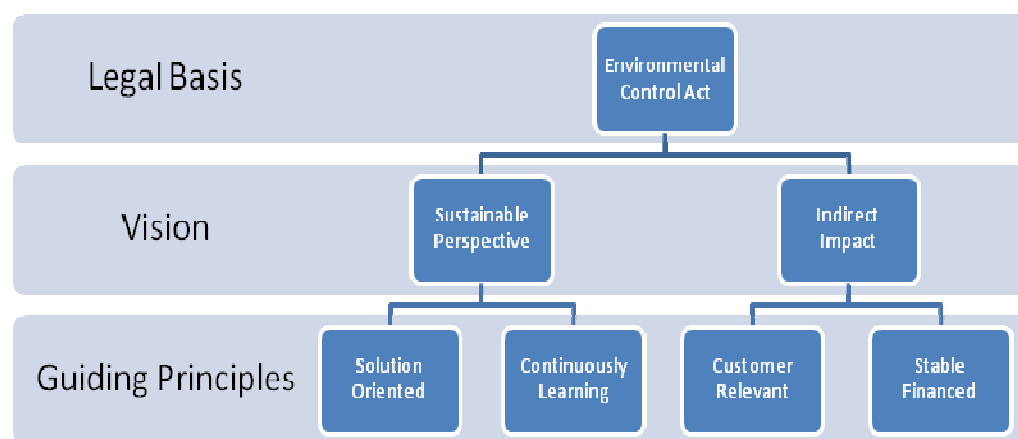 Legal Basis
Environmental
Control Act
Vision
Sustainable
Perspective
Indirect
Impact
Guiding Principles
Solution
Oriented
Continuously
Learning
Customer
Relevant
Stable
Financed